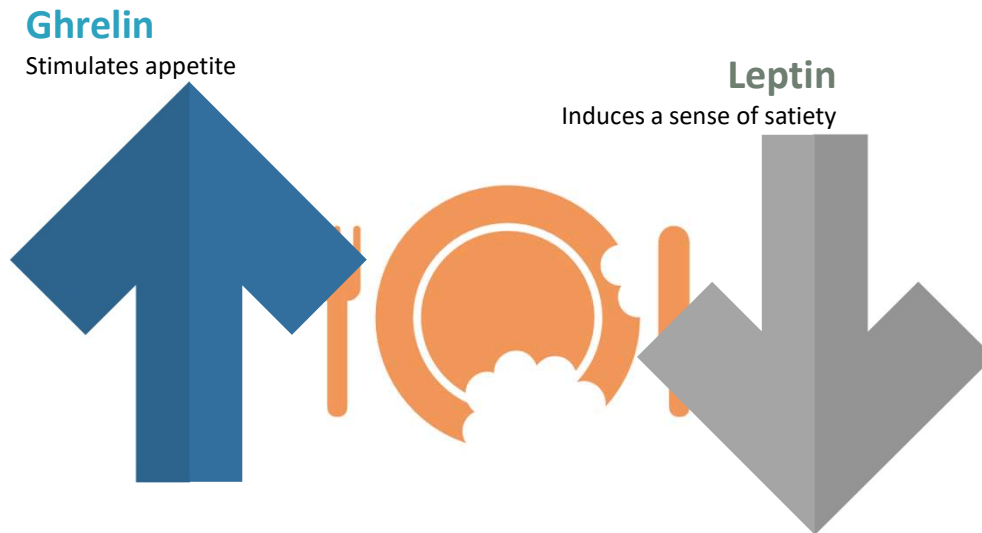 Ghrelin
Stimulates appetite
Leptin
Induces a sense of satiety